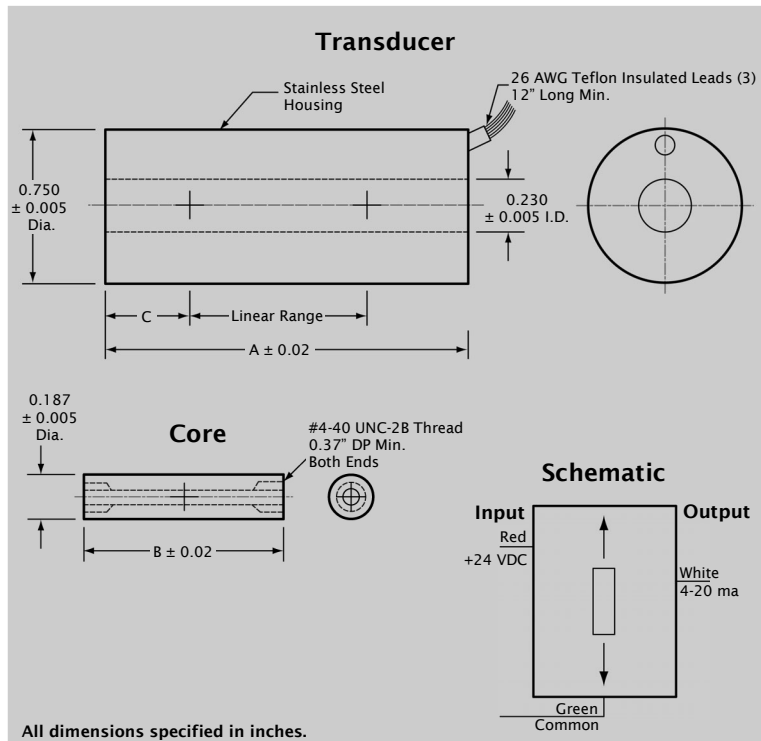 Transducer
Stainless Steel
Housing
26 AWG Teflon Insulated Leads (3)
12” Long Min.
0.750
± 0.005
Dia.
0.230
± 0.005 I.D.
C
Linear Range
A ± 0.02
0.187
± 0.005
Dia.
Core
#4-40 UNC-2B Thread
0.37” DP Min.
Both Ends
B ± 0.02
Schematic
Input
Output
Red
+24 VDC
White
4-20 ma
Green
Common
All dimensions specified in inches.